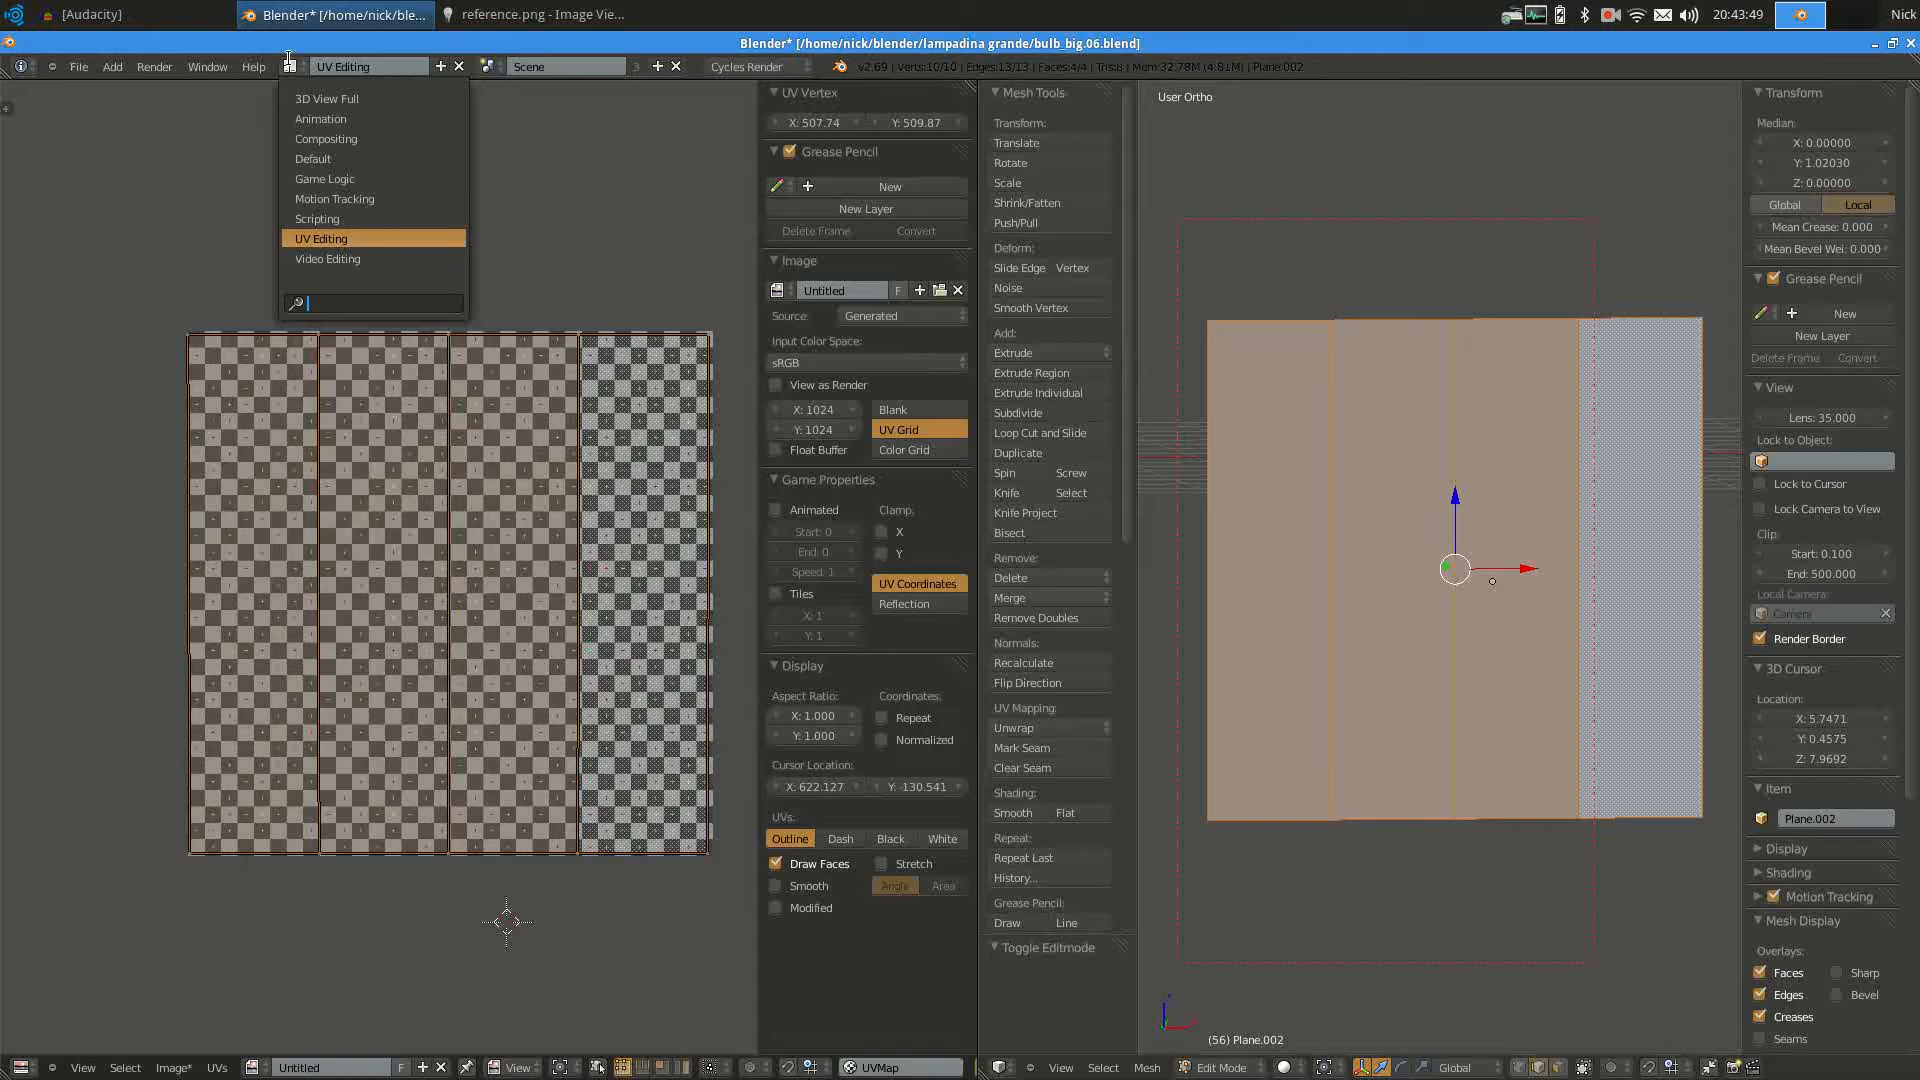 [Audacity]
Blender* [/home/nick/ble...
reference.png - Image Vie...
20:43:49
Nick
Blender* [/home/nick/blender/lampadina grande/bulb_big.06.blend]
File Add Render Window Help
UV Editing
Scene
3
Cycles Render
v2.69 | Verts:10/10 | Edges:13/13 | Faces:4/4 | Tris:8 | Mem:32.78M (4.81M) | Plane.002
3D View Full
Animation
Compositing
Default
Game Logic
Motion Tracking
Scripting
UV Editing
Video Editing
UV Vertex
X: 507.74
Y: 509.87
Grease Pencil
New
New Layer
Delete Frame
Convert
Image
Untitled
F
Source:
Generated
Input Color Space:
sRGB
View as Render
X: 1024
Blank
Y: 1024
UV Grid
Float Buffer
Color Grid
Game Properties
Animated
Clamp:
Start: 0
X
End: 0
Y
Speed: 1
UV Coordinates
Tiles
Reflection
X: 1
Y: 1
Display
Aspect Ratio:
Coordinates:
X: 1.000
Repeat
Y: 1.000
Normalized
Cursor Location:
X: 622.127
Y: -130.541
UVs:
Outline
Dash
Black
White
Draw Faces
Stretch
Smooth
Angle
Area
Modified
Mesh Tools
Transform:
Translate
Rotate
Scale
Shrink/Fatten
Push/Pull
Deform:
Slide Edge
Vertex
Noise
Smooth Vertex
Add:
Extrude
Extrude Region
Extrude Individual
Subdivide
Loop Cut and Slide
Duplicate
Spin
Screw
Knife
Select
Knife Project
Bisect
Remove:
Delete
Merge
Remove Doubles
Normals:
Recalculate
Flip Direction
UV Mapping:
Unwrap
Mark Seam
Clear Seam
Shading:
Smooth
Flat
Repeat:
Repeat Last
History...
Grease Pencil:
Draw
Line
Toggle Editmode
User Ortho
(56) Plane.002
Transform
Median:
X: 0.00000
Y: 1.02030
Z: 0.00000
Global
Local
Mean Crease: 0.000
Mean Bevel Wei: 0.000
Grease Pencil
New
New Layer
Delete Frame
Convert
View
Lens: 35.000
Lock to Object:
Lock to Cursor
Lock Camera to View
Clip:
Start: 0.100
End: 500.000
Local Camera:
Camera
Render Border
3D Cursor
Location:
X: 5.7471
Y: 0.4575
Z: 7.9692
Item
Plane.002
Display
Shading
Motion Tracking
Mesh Display
Overlays:
Faces
Sharp
Edges
Bevel
Creases
Seams
View Select Image* UVs
Untitled
F
View
UVMap
View Select Mesh
Edit Mode
Global